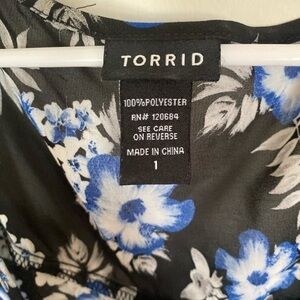 TORRID
100%POLYESTER
RN# 120684
SEE CARE
ON REVERSE
MADE IN CHINA
1